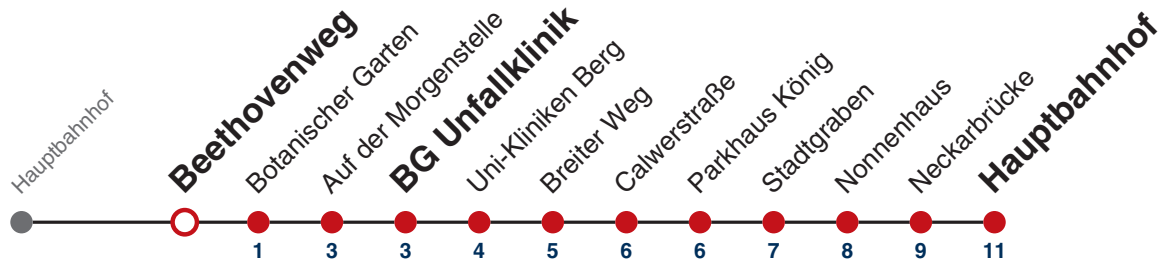 Hauptbahnhof
Beethovenweg
Botanischer Garten
Auf der Morgenstelle
BG Unfallklinik
Uni-Kliniken Berg
Breiter Weg
Calwerstraße
Parkhaus König
Stadtgraben
Nonnenhaus
Neckarbrücke
Hauptbahnhof
1 3 3 4 5 6 6 7 8 9 11